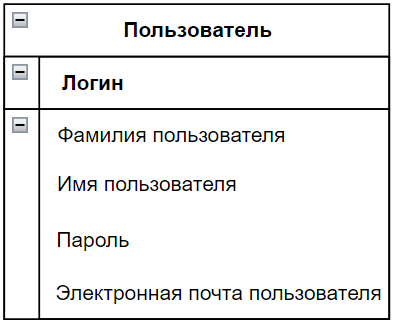 Пользователь
Логин
Фамилия пользователя
Имя пользователя
Пароль
Электронная почта пользователя